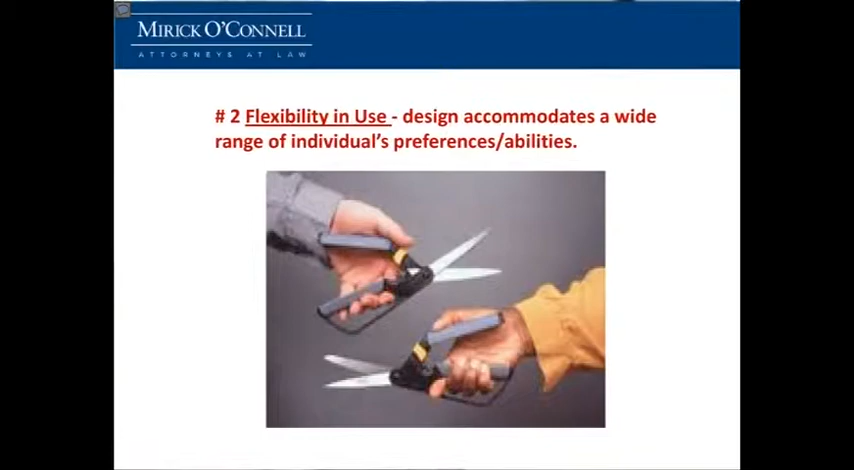 MIRICK O'CONNELL
ATTORNEYS AT LAW
# 2 Flexibility in Use - design accommodates a wide
range of individual's preferences/abilities.